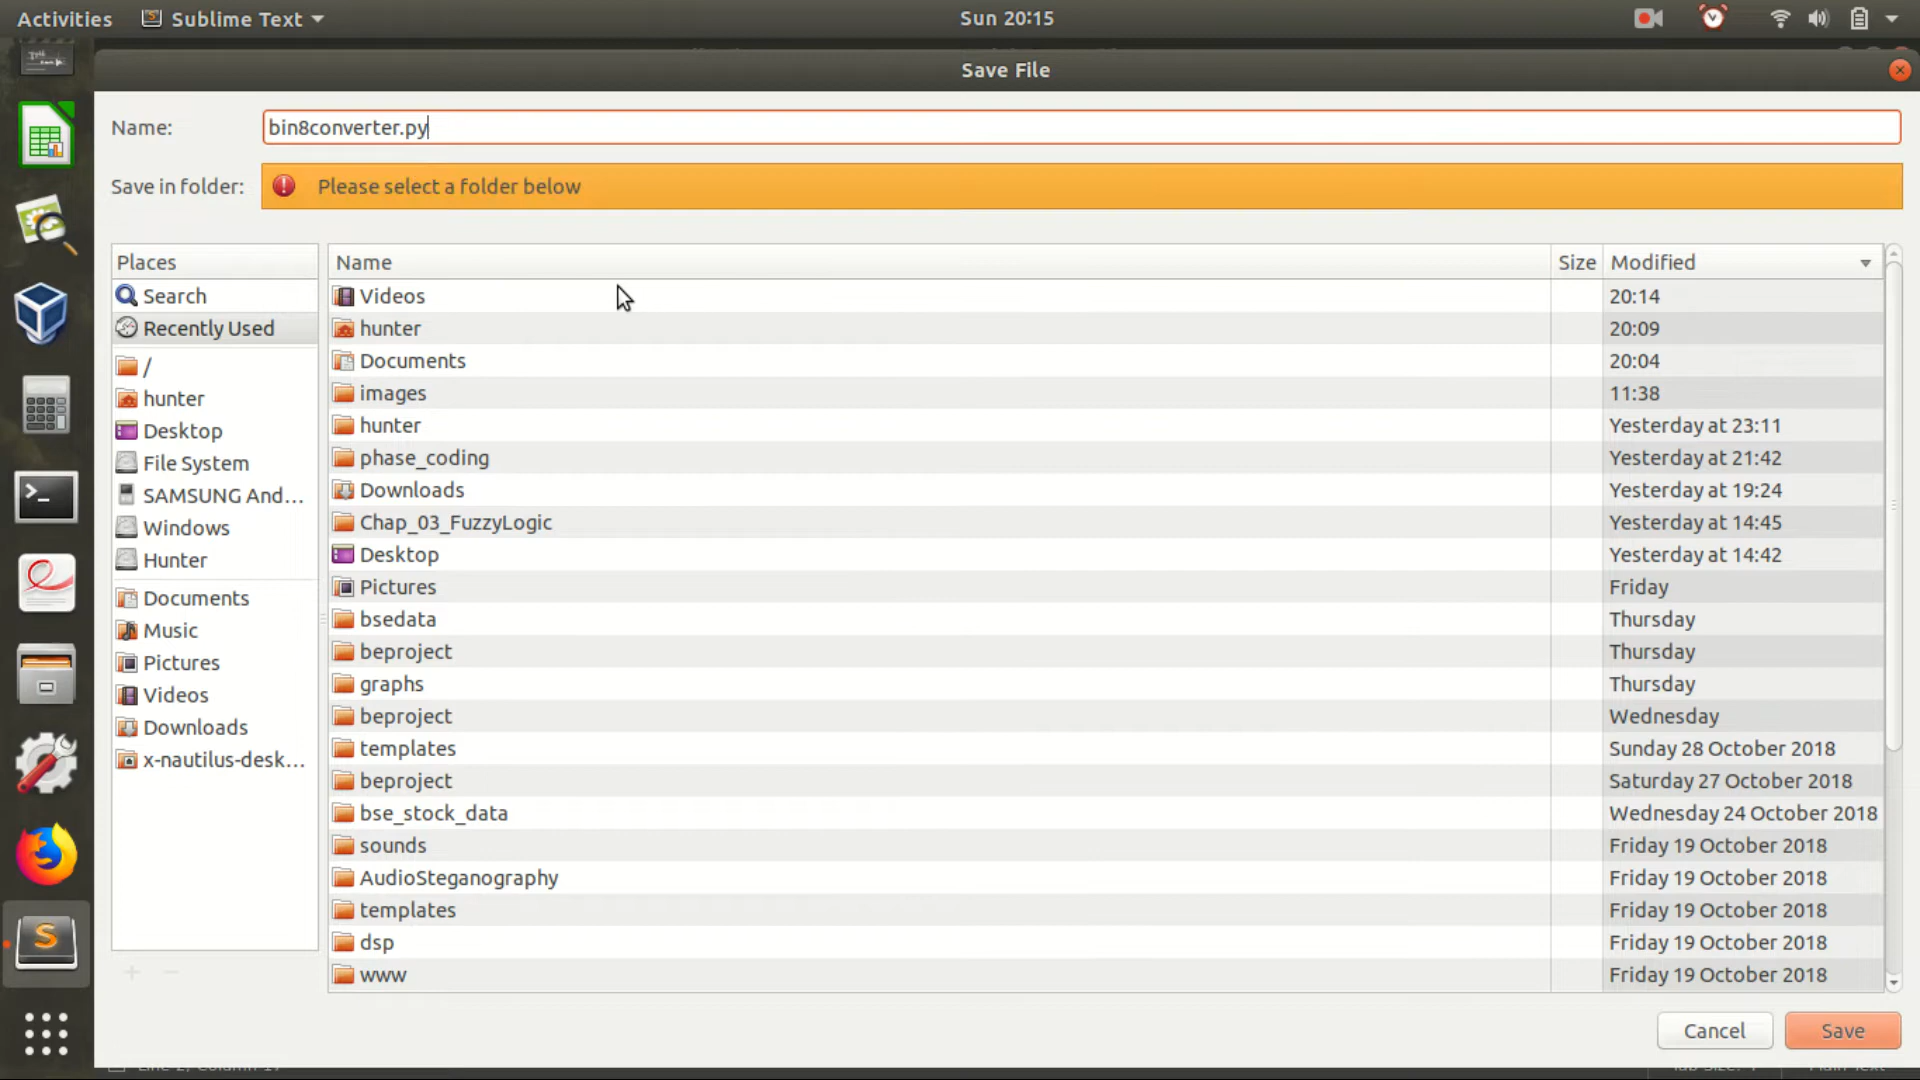 Activities Sublime Text Sun 20:15
Save File
Name: bin8converter.py
Save in folder: Please select a folder below
Places Name Size Modified
Search Videos 20:14
Recently Used hunter 20:09
/ Documents 20:04
hunter images 11:38
Desktop hunter Yesterday at 23:11
File System phase_coding Yesterday at 21:42
SAMSUNG And... Downloads Yesterday at 19:24
Windows Chap_03_FuzzyLogic Yesterday at 14:45
Hunter Desktop Yesterday at 14:42
Documents Pictures Friday
Music bsedata Thursday
Pictures beproject Thursday
Videos graphs Thursday
Downloads beproject Wednesday
x-nautilus-desk... templates Sunday 28 October 2018
beproject Saturday 27 October 2018
bse_stock_data Wednesday 24 October 2018
sounds Friday 19 October 2018
AudioSteganography Friday 19 October 2018
templates Friday 19 October 2018
dsp Friday 19 October 2018
www Friday 19 October 2018
Cancel Save